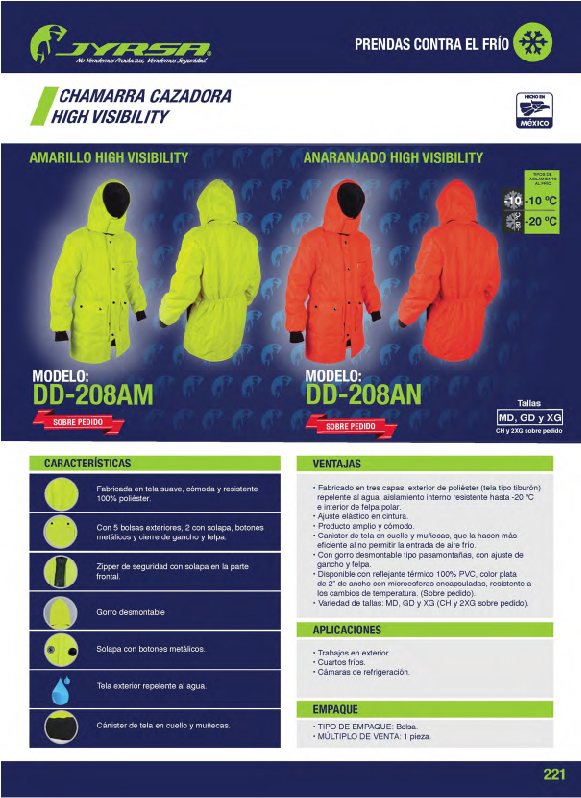 JYRSA®
No Vendemos Productos, Vendemos Seguridad
PRENDAS CONTRA EL FRÍO
CHAMARRA CAZADORA
HIGH VISIBILITY
HECHO EN
MÉXICO
AMARILLO HIGH VISIBILITY
ANARANJADO HIGH VISIBILITY
TIPOS DE
AISLAMIENTO
AL FRÍO
-10 -10 ºC
-20 ºC
MODELO:
DD-208AM
SOBRE PEDIDO
MODELO:
DD-208AN
SOBRE PEDIDO
Tallas
MD, GD y XG
CH y 2XG sobre pedido
CARACTERÍSTICAS
Fabricada en tela suave, cómoda y resistente
100% poliéster.
Con 5 bolsas exteriores, 2 con solapa, botones
metálicos y cierre de gancho y felpa.
Zipper de seguridad con solapa en la parte
frontal.
Gorro desmontable
Solapa con botones metálicos.
Tela exterior repelente al agua.
Cárdster de tela en cuello y muñecas.
VENTAJAS
• Fabricado en tres capas: exterior de poliéster (tela tipo tiburón)
repelente al agua, aislamiento interno resistente hasta -20 ºC
e interior de felpa polar.
• Ajuste elástico en cintura.
• Producto amplio y cómodo.
• Canister de tela en cuello y muñecas, que la hacen más
eficiente al no permitir la entrada de aire frío.
• Con gorro desmontable tipo pasamontañas, con ajuste de
gancho y felpa.
• Disponible con reflejante térmico 100% PVC, color plata
de 2" de ancho con microesferas encapsuladas, resistente a
los cambios de temperatura. (Sobre pedido).
• Variedad de tallas: MD, GD y XG (CH y 2XG sobre pedido).
APLICACIONES
• Trabajos en exterior.
• Cuartos fríos.
• Cámaras de refrigeración.
EMPAQUE
• TIPO DE EMPAQUE: Bolsa.
• MÚLTIPLO DE VENTA: 1 pieza.
221